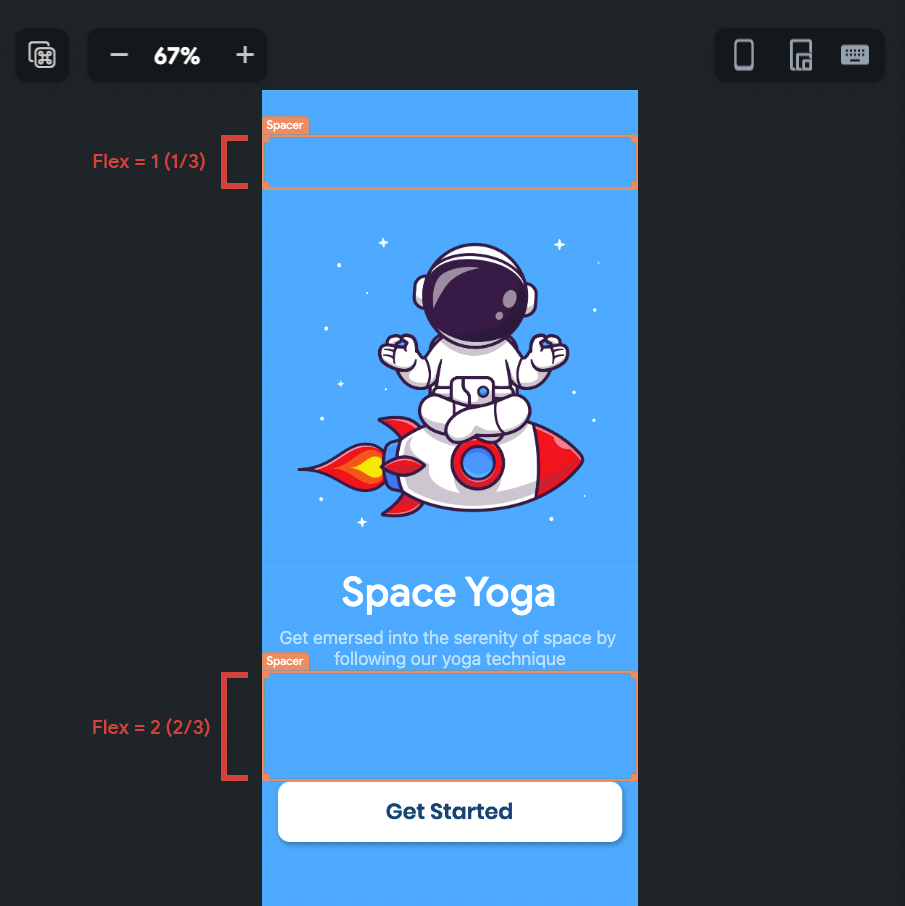 67%
Spacer
Flex = 1 (1/3)
Space Yoga
Get emersed into the serenity of space by
following our yoga technique
Spacer
Flex = 2 (2/3)
Get Started